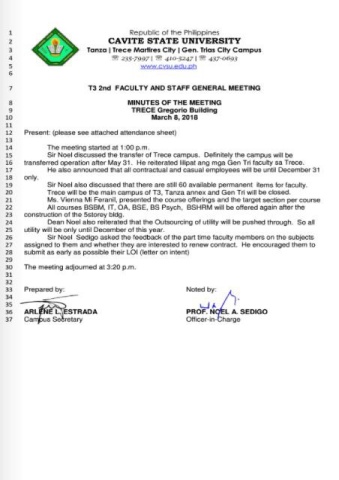 1 Republic of the Philippines
2 CAVITE STATE UNIVERSITY
3 Tanza | Trece Martires City | Gen. Trias City Campus
4 ☏ 235-7997 | ☏ 410-5247 | ☏ 437-0693
5 www.cvsu.edu.ph
6
7 T3 2nd FACULTY AND STAFF GENERAL MEETING
8 MINUTES OF THE MEETING
9 TRECE Gregorio Building
10 March 8, 2018
11
12 Present: (please see attached attendance sheet)
13
14 The meeting started at 1:00 p.m.
15 Sir Noel discussed the transfer of Trece campus. Definitely the campus will be
16 transferred operation after May 31. He reiterated lilipat ang mga Gen Tri faculty as Trece.
17 He also announced that all contractual and casual employees will be until December 31
18 only.
19 Sir Noel also discussed that there are still 60 available permanent items for faculty.
20 Trece will be the main campus of T3, Tanza annex and Gen Tri will be closed.
21 Ms. Vienna Mi Feranil, presented the course offerings and the target section per course
22 All courses BSBM, IT, OA, BSE, BS Psych, BSHRM will be offered again after the
23 construction of the 5storey bldg.
24 Dean Noel also reiterated that the Outsourcing of utility will be pushed through. So all
25 utility will be only until December of this year.
26 Sir Noel Sedigo asked the feedback of the part time faculty members on the subjects
27 assigned to them and whether they are interested to renew contract. He encouraged them to
28 submit as early as possible their LOI (letter on intent)
29
30 The meeting adjourned at 3:20 p.m.
31
32
33 Prepared by: Noted by:
34
35
36 ARLENE L. ESTRADA PROF. NOEL A. SEDIGO
37 Campus Secretary Officer-in-Charge